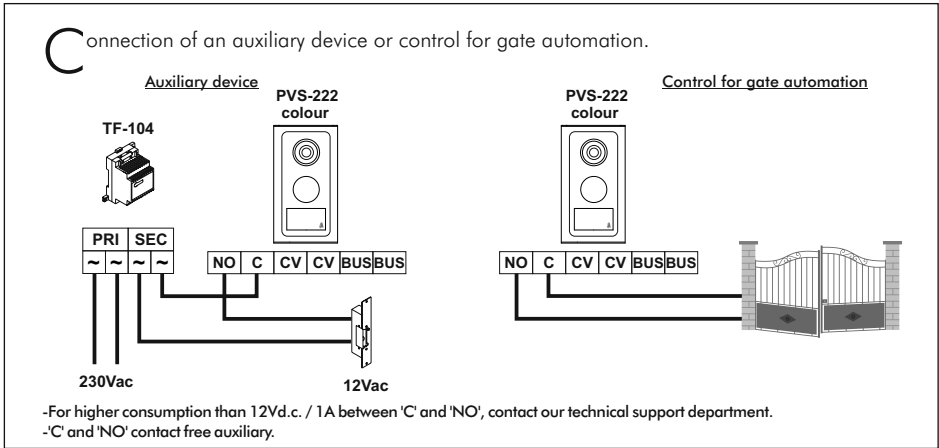 Connection of an auxiliary device or control for gate automation.
Auxiliary device
PVS-222
colour
TF-104
PRI SEC
~ ~ ~ ~
NO C CV CV BUS BUS
230Vac
12Vac
Control for gate automation
PVS-222
colour
NO C CV CV BUS BUS
-For higher consumption than 12Vd.c. / 1A between 'C' and 'NO', contact our technical support department.
-'C' and 'NO' contact free auxiliary.